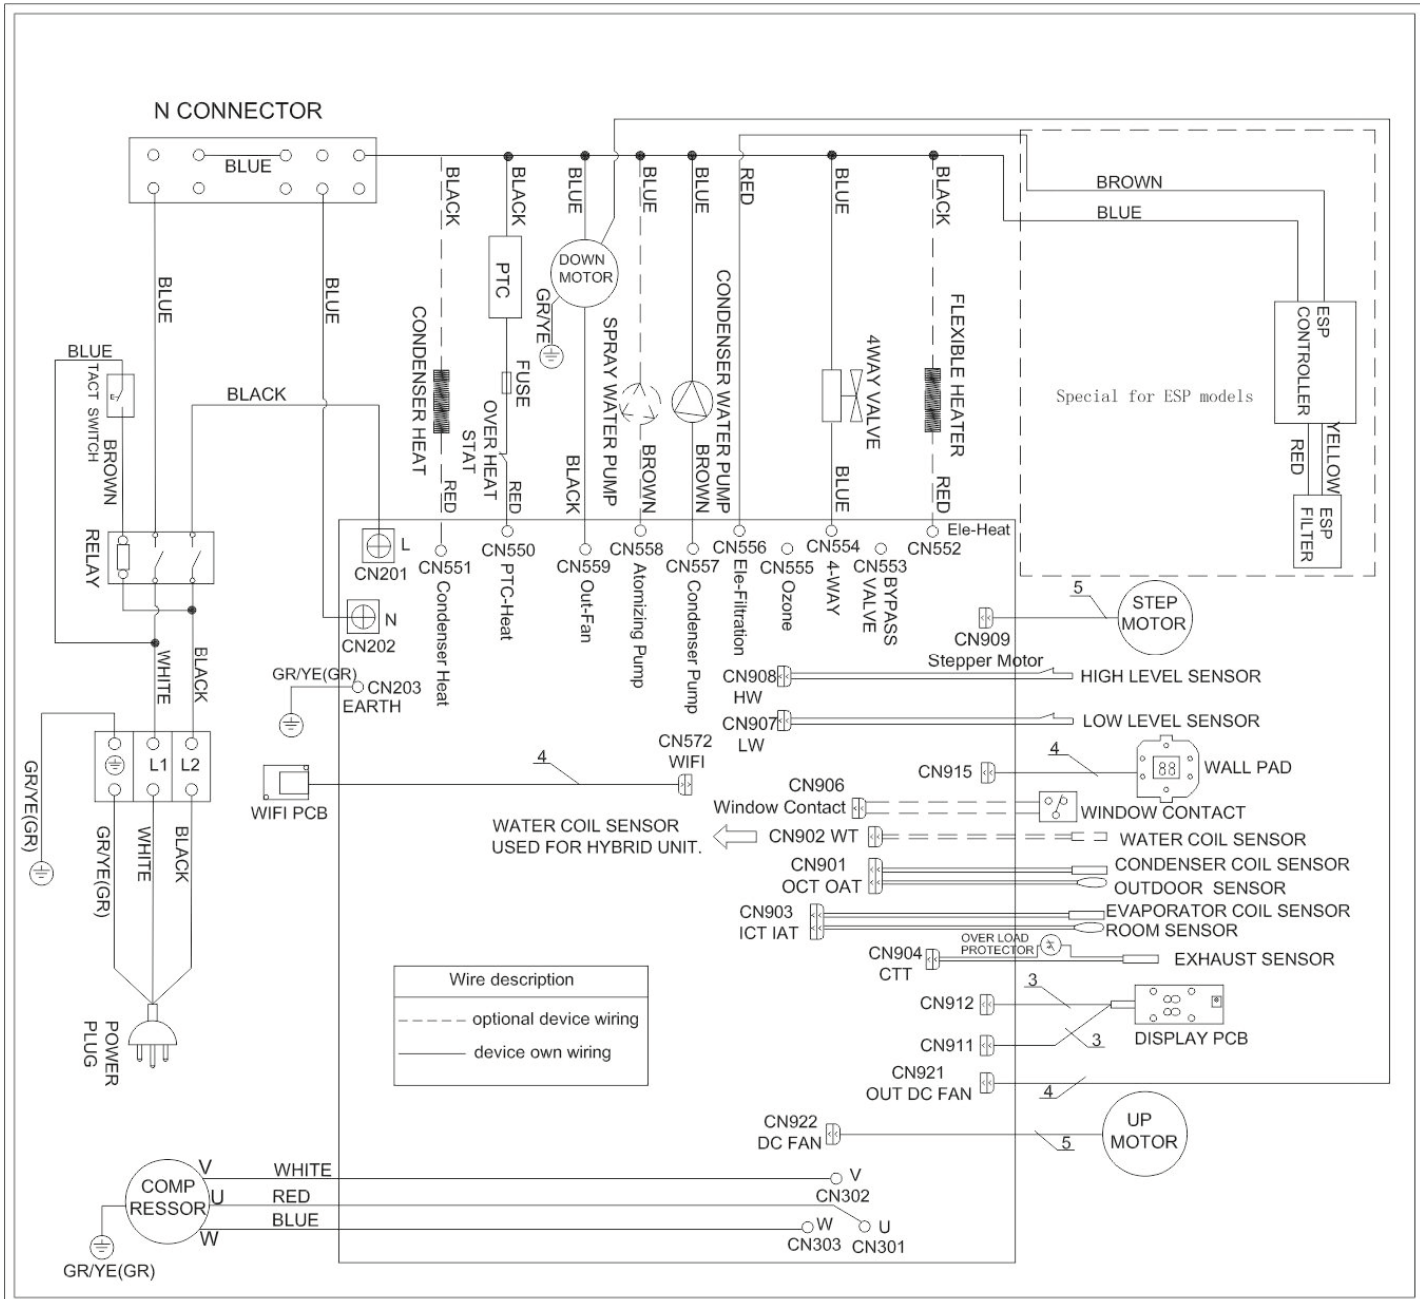 N CONNECTOR
BLUE
BLACK
BLACK
BLUE
BLUE
BLUE
RED
BLUE
BLACK
BROWN
BLUE
BLUE
BLUE
PTC
DOWN
MOTOR
GR/YE
CONDENSER HEAT
FUSE
OVER HEAT
STAT
SPRAY WATER PUMP
CONDENSER WATER PUMP
4WAY VALVE
FLEXIBLE HEATER
ESP
CONTROLLER
Special for ESP models
BLUE
TACT SWITCH
BROWN
BLACK
RED
RED
BLACK
BROWN
BROWN
BLUE
RED
RED
YELLOW
ESP
FILTER
RELAY
L
CN201
N
CN202
GR/YE(GR)
CN203
EARTH
CN551
Condenser Heat
CN550
PTC-Heat
CN559
Out-Fan
CN558
Atomizing Pump
CN557
Condenser Pump
CN556
Ele-Filtration
CN555
Ozone
CN554
4-WAY
CN553
BYPASS
VALVE
CN552
Ele-Heat
5
STEP
MOTOR
CN909
Stepper Motor
CN908
HW
HIGH LEVEL SENSOR
CN907
LW
LOW LEVEL SENSOR
WHITE
BLACK
L1
L2
GR/YE(GR)
GR/YE(GR)
WHITE
BLACK
WIFI PCB
4
CN572
WIFI
CN915
4
88
WALL PAD
CN906
Window Contact
WINDOW CONTACT
WATER COIL SENSOR
USED FOR HYBRID UNIT.
CN902 WT
WATER COIL SENSOR
CN901
OCT OAT
CONDENSER COIL SENSOR
OUTDOOR SENSOR
CN903
ICT IAT
EVAPORATOR COIL SENSOR
ROOM SENSOR
CN904
CTT
OVER LOAD
PROTECTOR
EXHAUST SENSOR
Wire description
optional device wiring
device own wiring
POWER
PLUG
CN912
3
CN911
3
DISPLAY PCB
CN921
OUT DC FAN
4
CN922
DC FAN
5
UP
MOTOR
COMP
RESSOR
V
WHITE
U
RED
W
BLUE
GR/YE(GR)
V
CN302
W
CN303
U
CN301